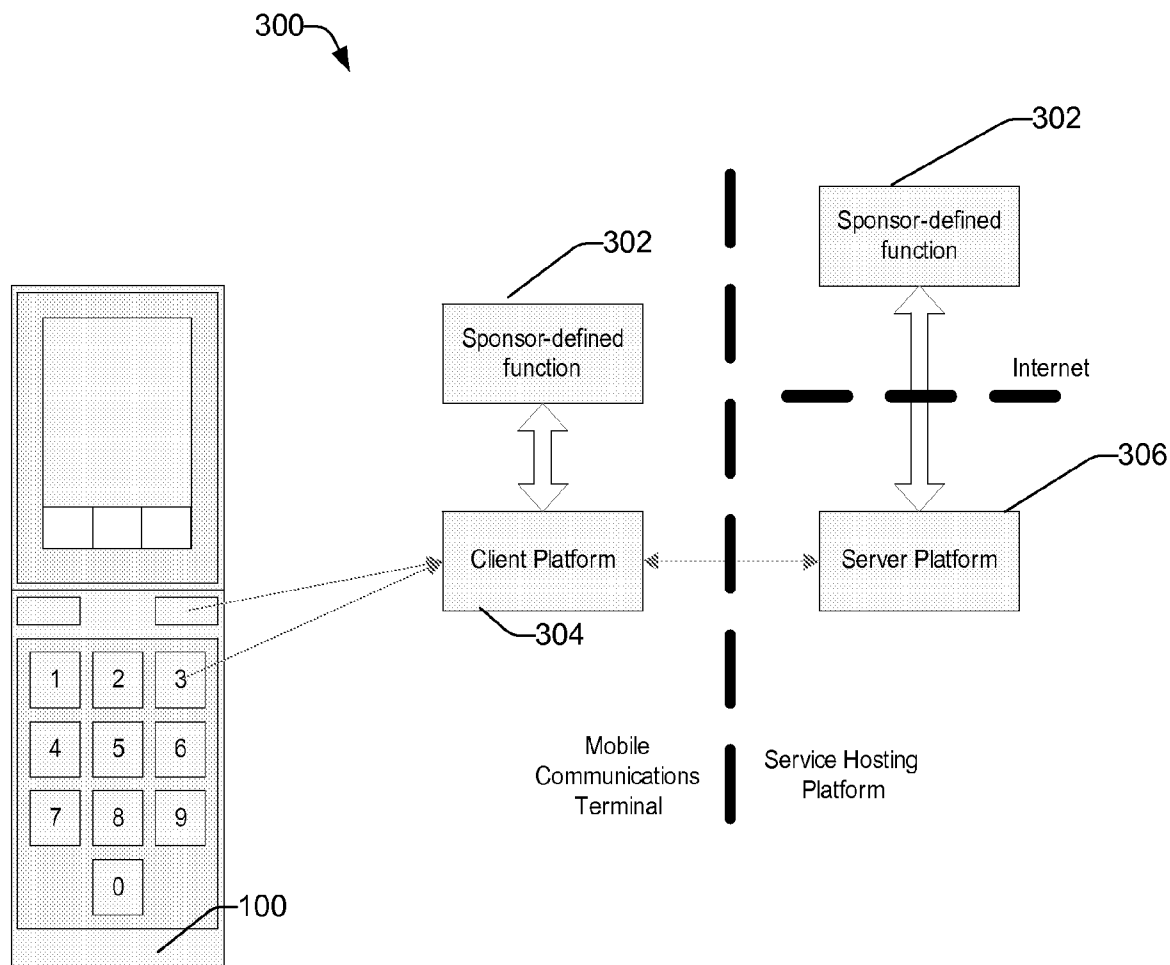 300
302
Sponsor-defined
function
302
Sponsor-defined
function
Internet
306
Client Platform
Server Platform
304
1 2 3
4 5 6
7 8 9
0
Mobile
Communications
Terminal
Service Hosting
Platform
100